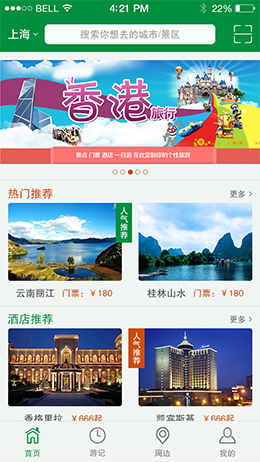 BELL 4:21 PM 22%
上海 搜索你想去的城市/景区
香港旅行
景点 门票 酒店 一日游 在此定制你的个性旅游
热门推荐 更多 >
人气推荐
云南丽江 门票：￥180 桂林山水 门票：￥180
酒店推荐 更多 >
人气推荐
香格里拉 ￥666起 凯宾斯基 ￥666起
首页 游记 周边 我的